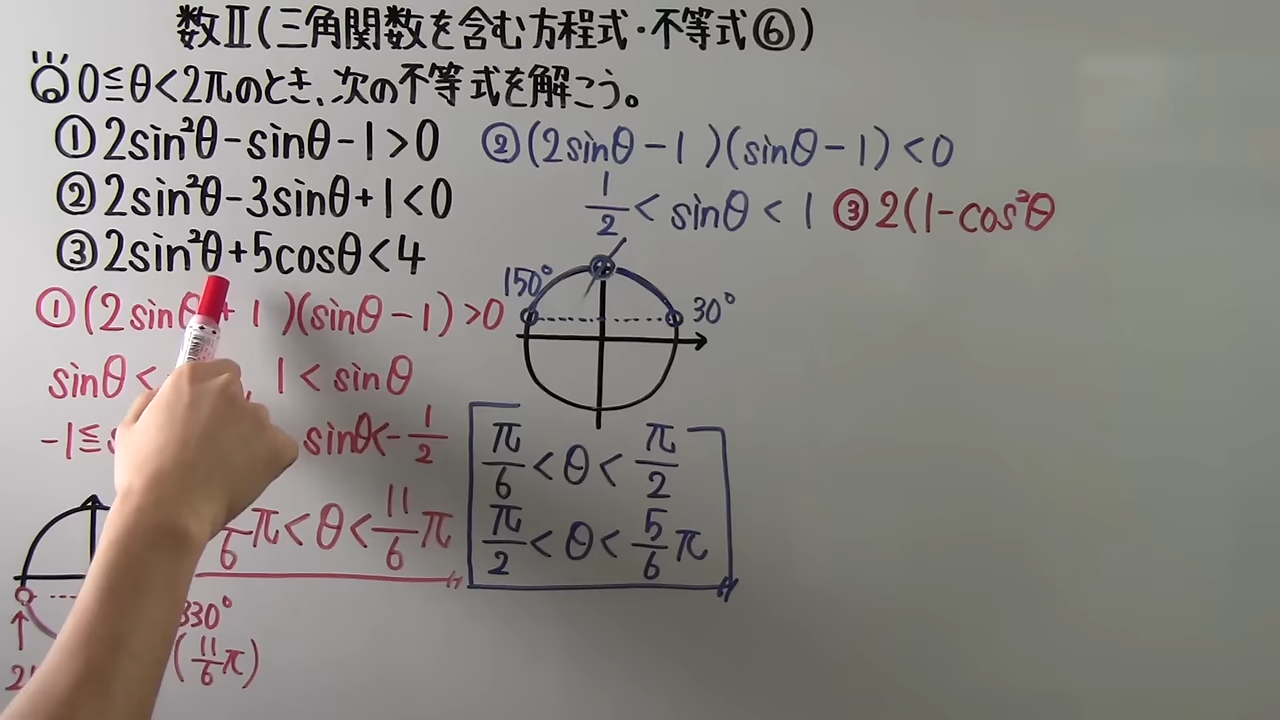 数Ⅱ(三角関数を含む方程式・不等式⑥)
0≦θ<2πのとき、次の不等式を解こう。
①2sin²θ-sinθ-1>0
②2sin²θ-3sinθ+1<0
③2sin²θ+5cosθ<4
①(2sinθ+1)(sinθ-1)>0
sinθ< , 1<sinθ
-1≦s sinθ<-1/2
6π<θ<11/6π
330°
(11/6π)
②(2sinθ-1)(sinθ-1)<0
1/2<sinθ<1
150°
30°
π/6<θ<π/2
π/2<θ<5/6π
③2(1-cos²θ